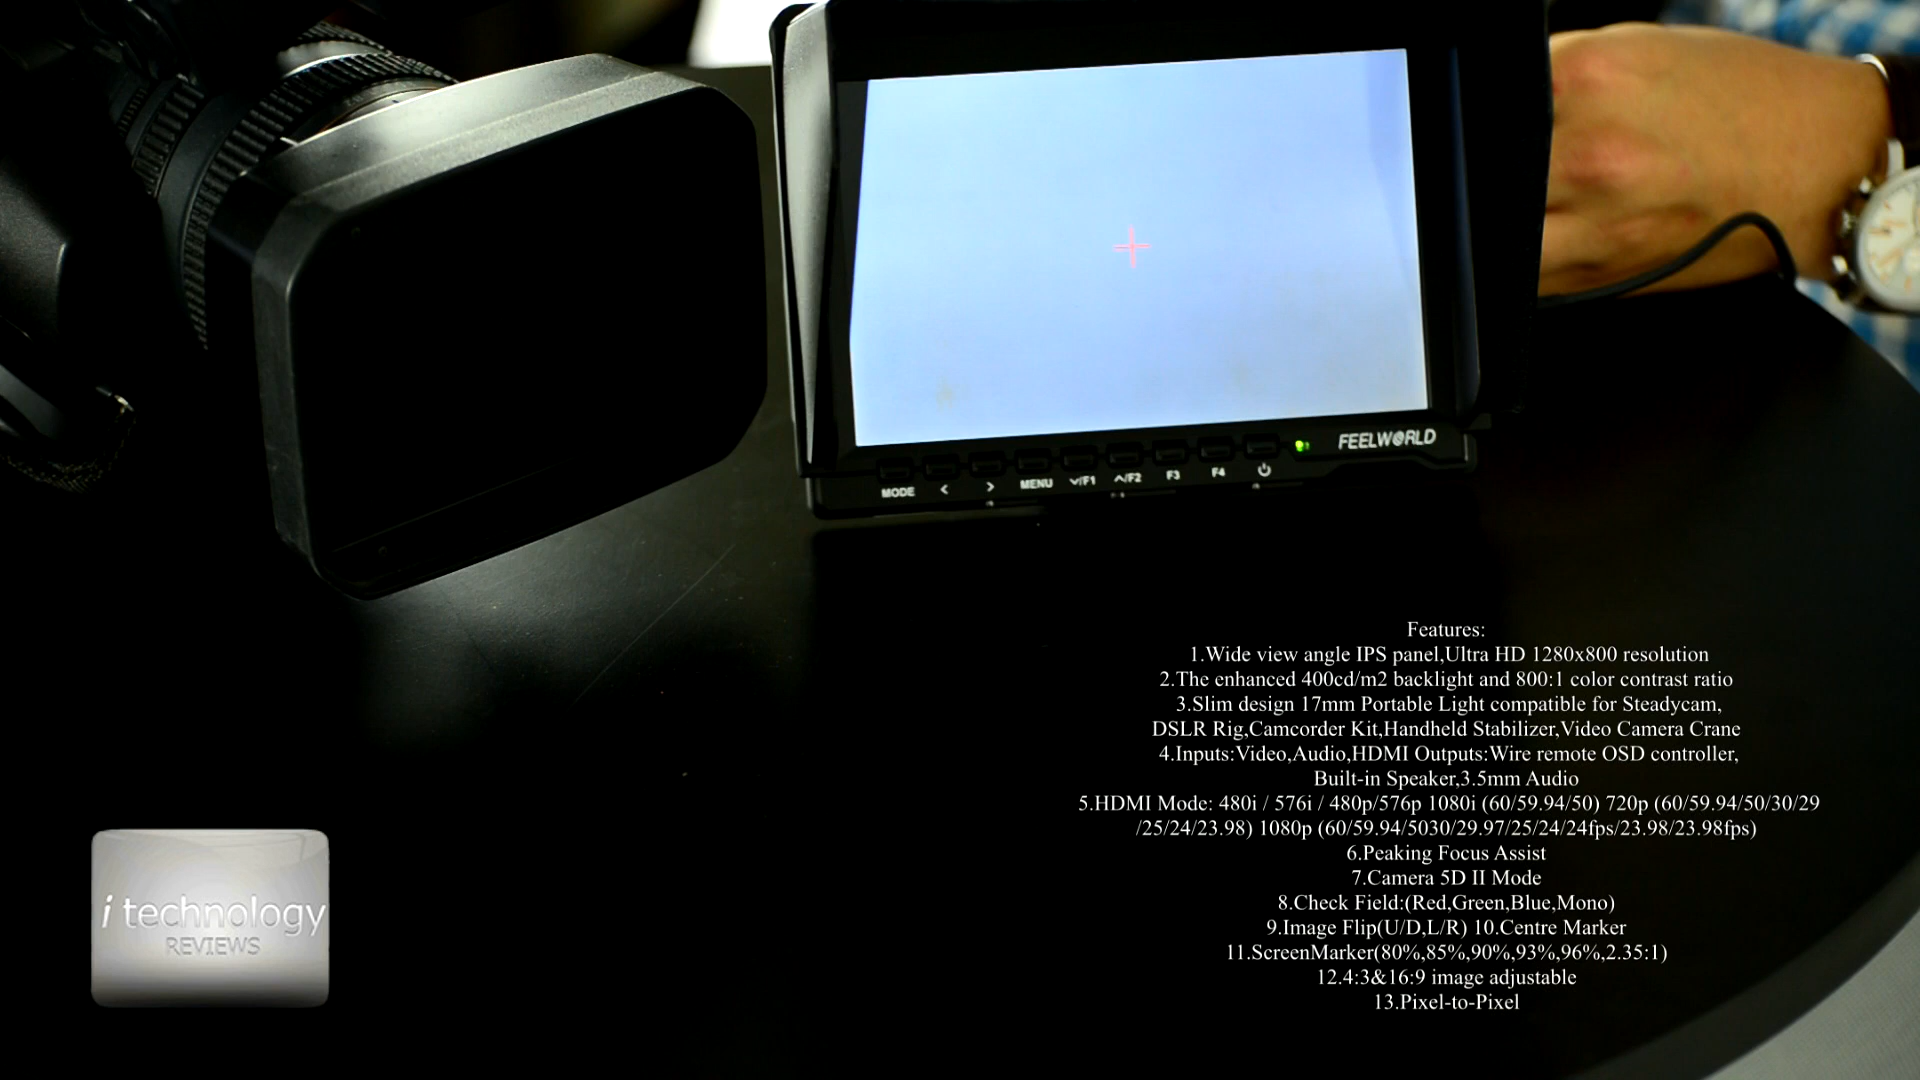 FEELWORLD
MODE < > MENU ∨/F1 ∧/F2 F3 F4
Features:
1.Wide view angle IPS panel,Ultra HD 1280x800 resolution
2.The enhanced 400cd/m2 backlight and 800:1 color contrast ratio
3.Slim design 17mm Portable Light compatible for Steadycam,
DSLR Rig,Camcorder Kit,Handheld Stabilizer,Video Camera Crane
4.Inputs:Video,Audio,HDMI Outputs:Wire remote OSD controller,
Built-in Speaker,3.5mm Audio
5.HDMI Mode: 480i / 576i / 480p/576p 1080i (60/59.94/50) 720p (60/59.94/50/30/29
/25/24/23.98) 1080p (60/59.94/5030/29.97/25/24/24fps/23.98/23.98fps)
6.Peaking Focus Assist
7.Camera 5D II Mode
8.Check Field:(Red,Green,Blue,Mono)
9.Image Flip(U/D,L/R) 10.Centre Marker
11.ScreenMarker(80%,85%,90%,93%,96%,2.35:1)
12.4:3&16:9 image adjustable
13.Pixel-to-Pixel
i technology
REVIEWS